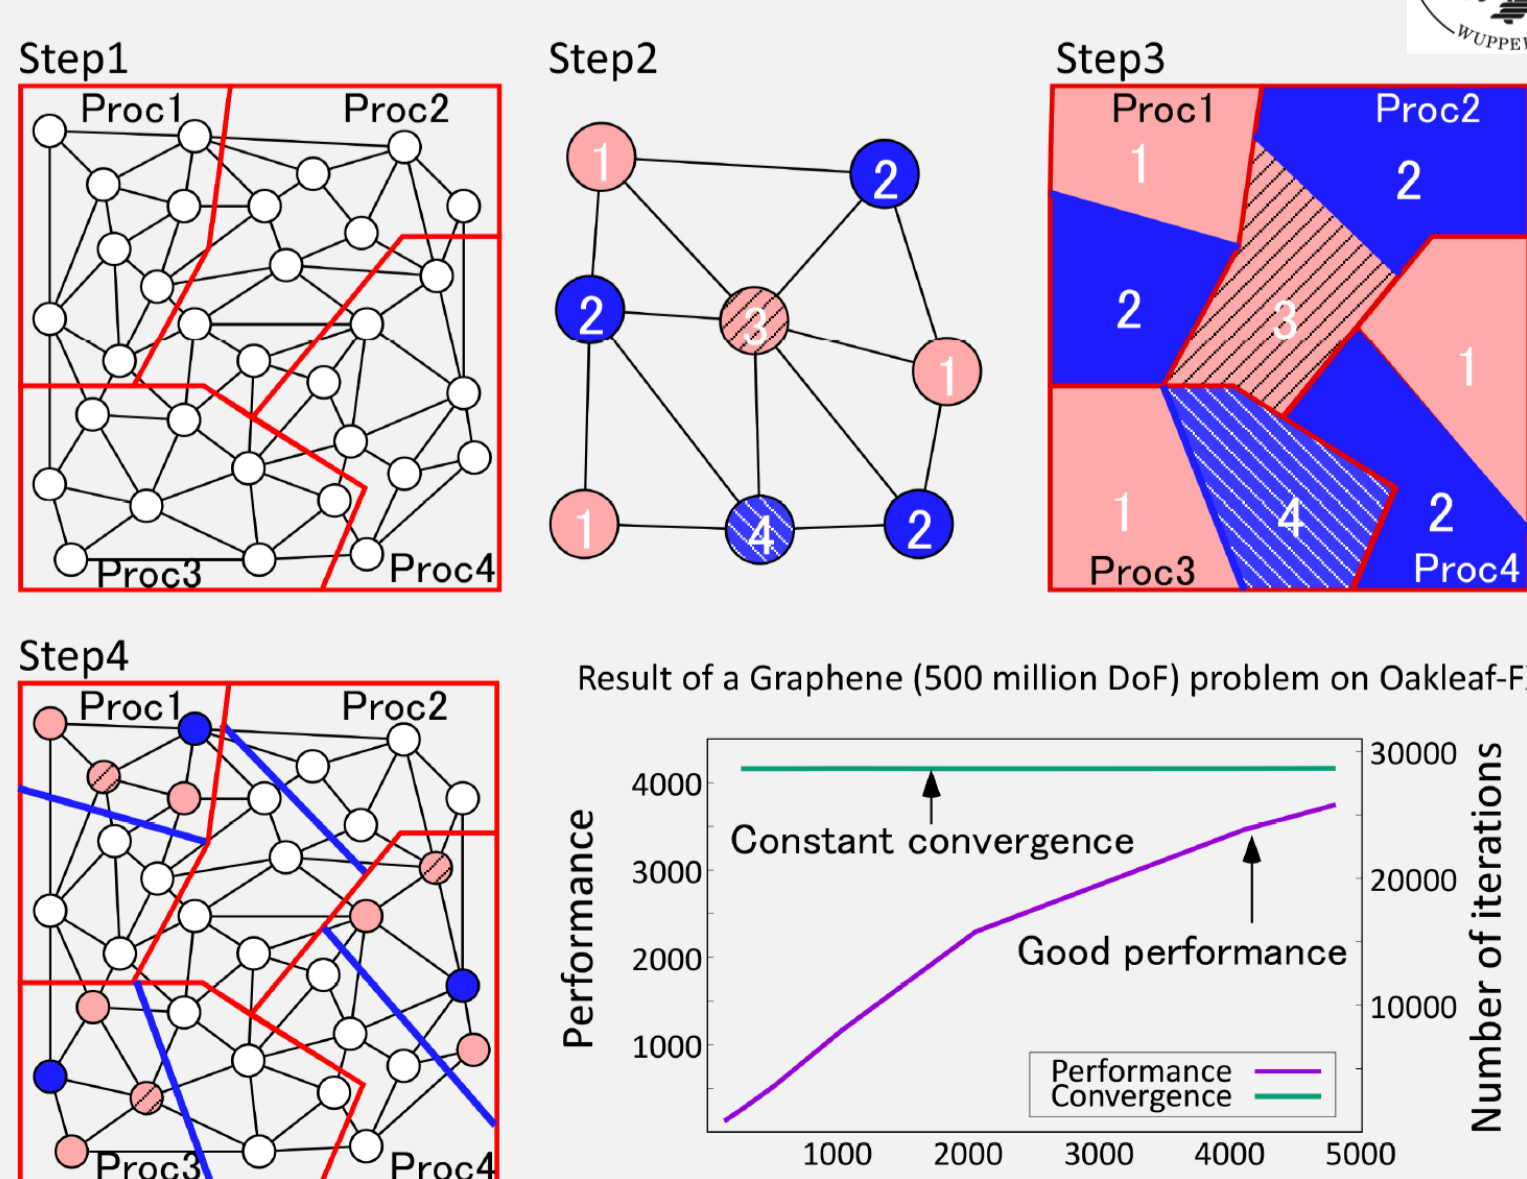 Step1
Proc1
Proc2
Proc3
Proc4
Step2
1
2
2
3
1
1
4
2
Step3
Proc1
1
Proc2
2
2
3
1
1
4
2
Proc3
Proc4
Step4
Proc1
Proc2
Proc3
Proc4
Result of a Graphene (500 million DoF) problem on
Performance
4000
3000
2000
1000
Constant convergence
Good performance
Performance
Convergence
30000
20000
10000
Number of iterations
1000 2000 3000 4000 5000